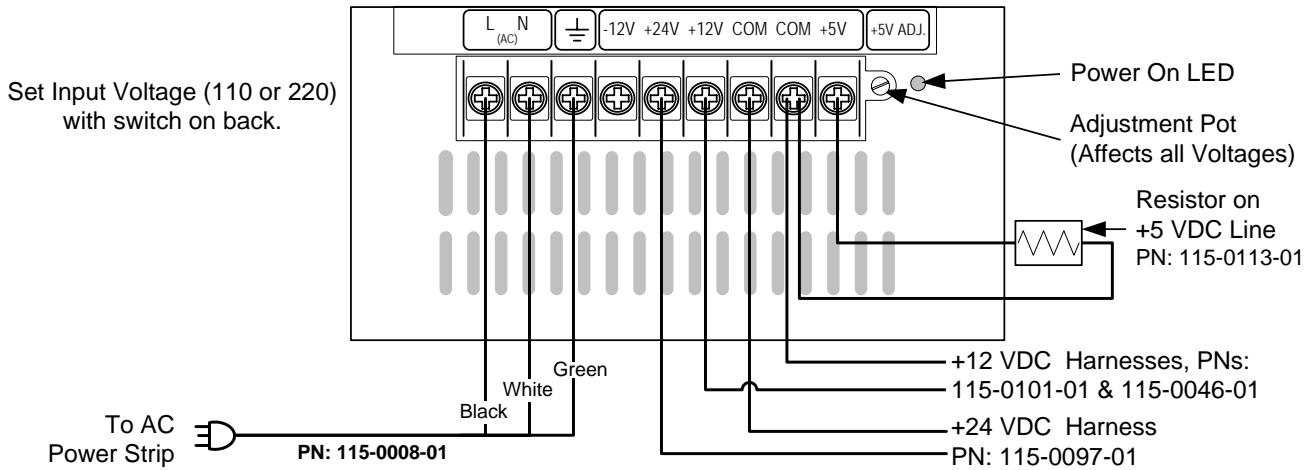 L N
(AC)
-12V +24V +12V COM COM +5V
+5V ADJ.
Set Input Voltage (110 or 220)
with switch on back.
Power On LED
Adjustment Pot
(Affects all Voltages)
Resistor on
+5 VDC Line
PN: 115-0113-01
Green
White
Black
+12 VDC Harnesses, PNs:
115-0101-01 & 115-0046-01
+24 VDC Harness
PN: 115-0097-01
To AC
Power Strip
PN: 115-0008-01